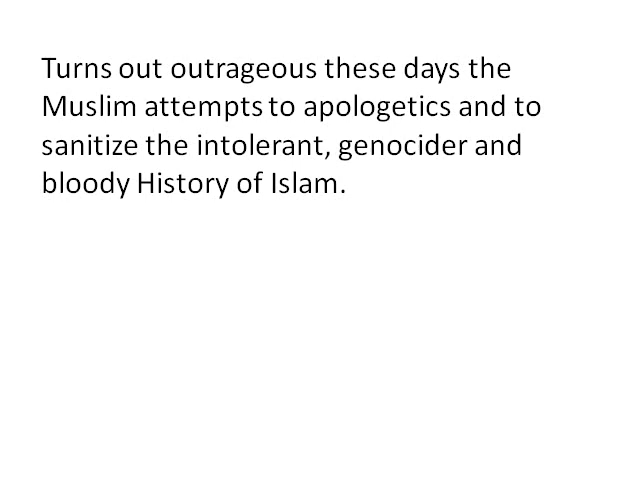 Turns out outrageous these days the
Muslim attempts to apologetics and to
sanitize the intolerant, genocider and
bloody History of Islam.